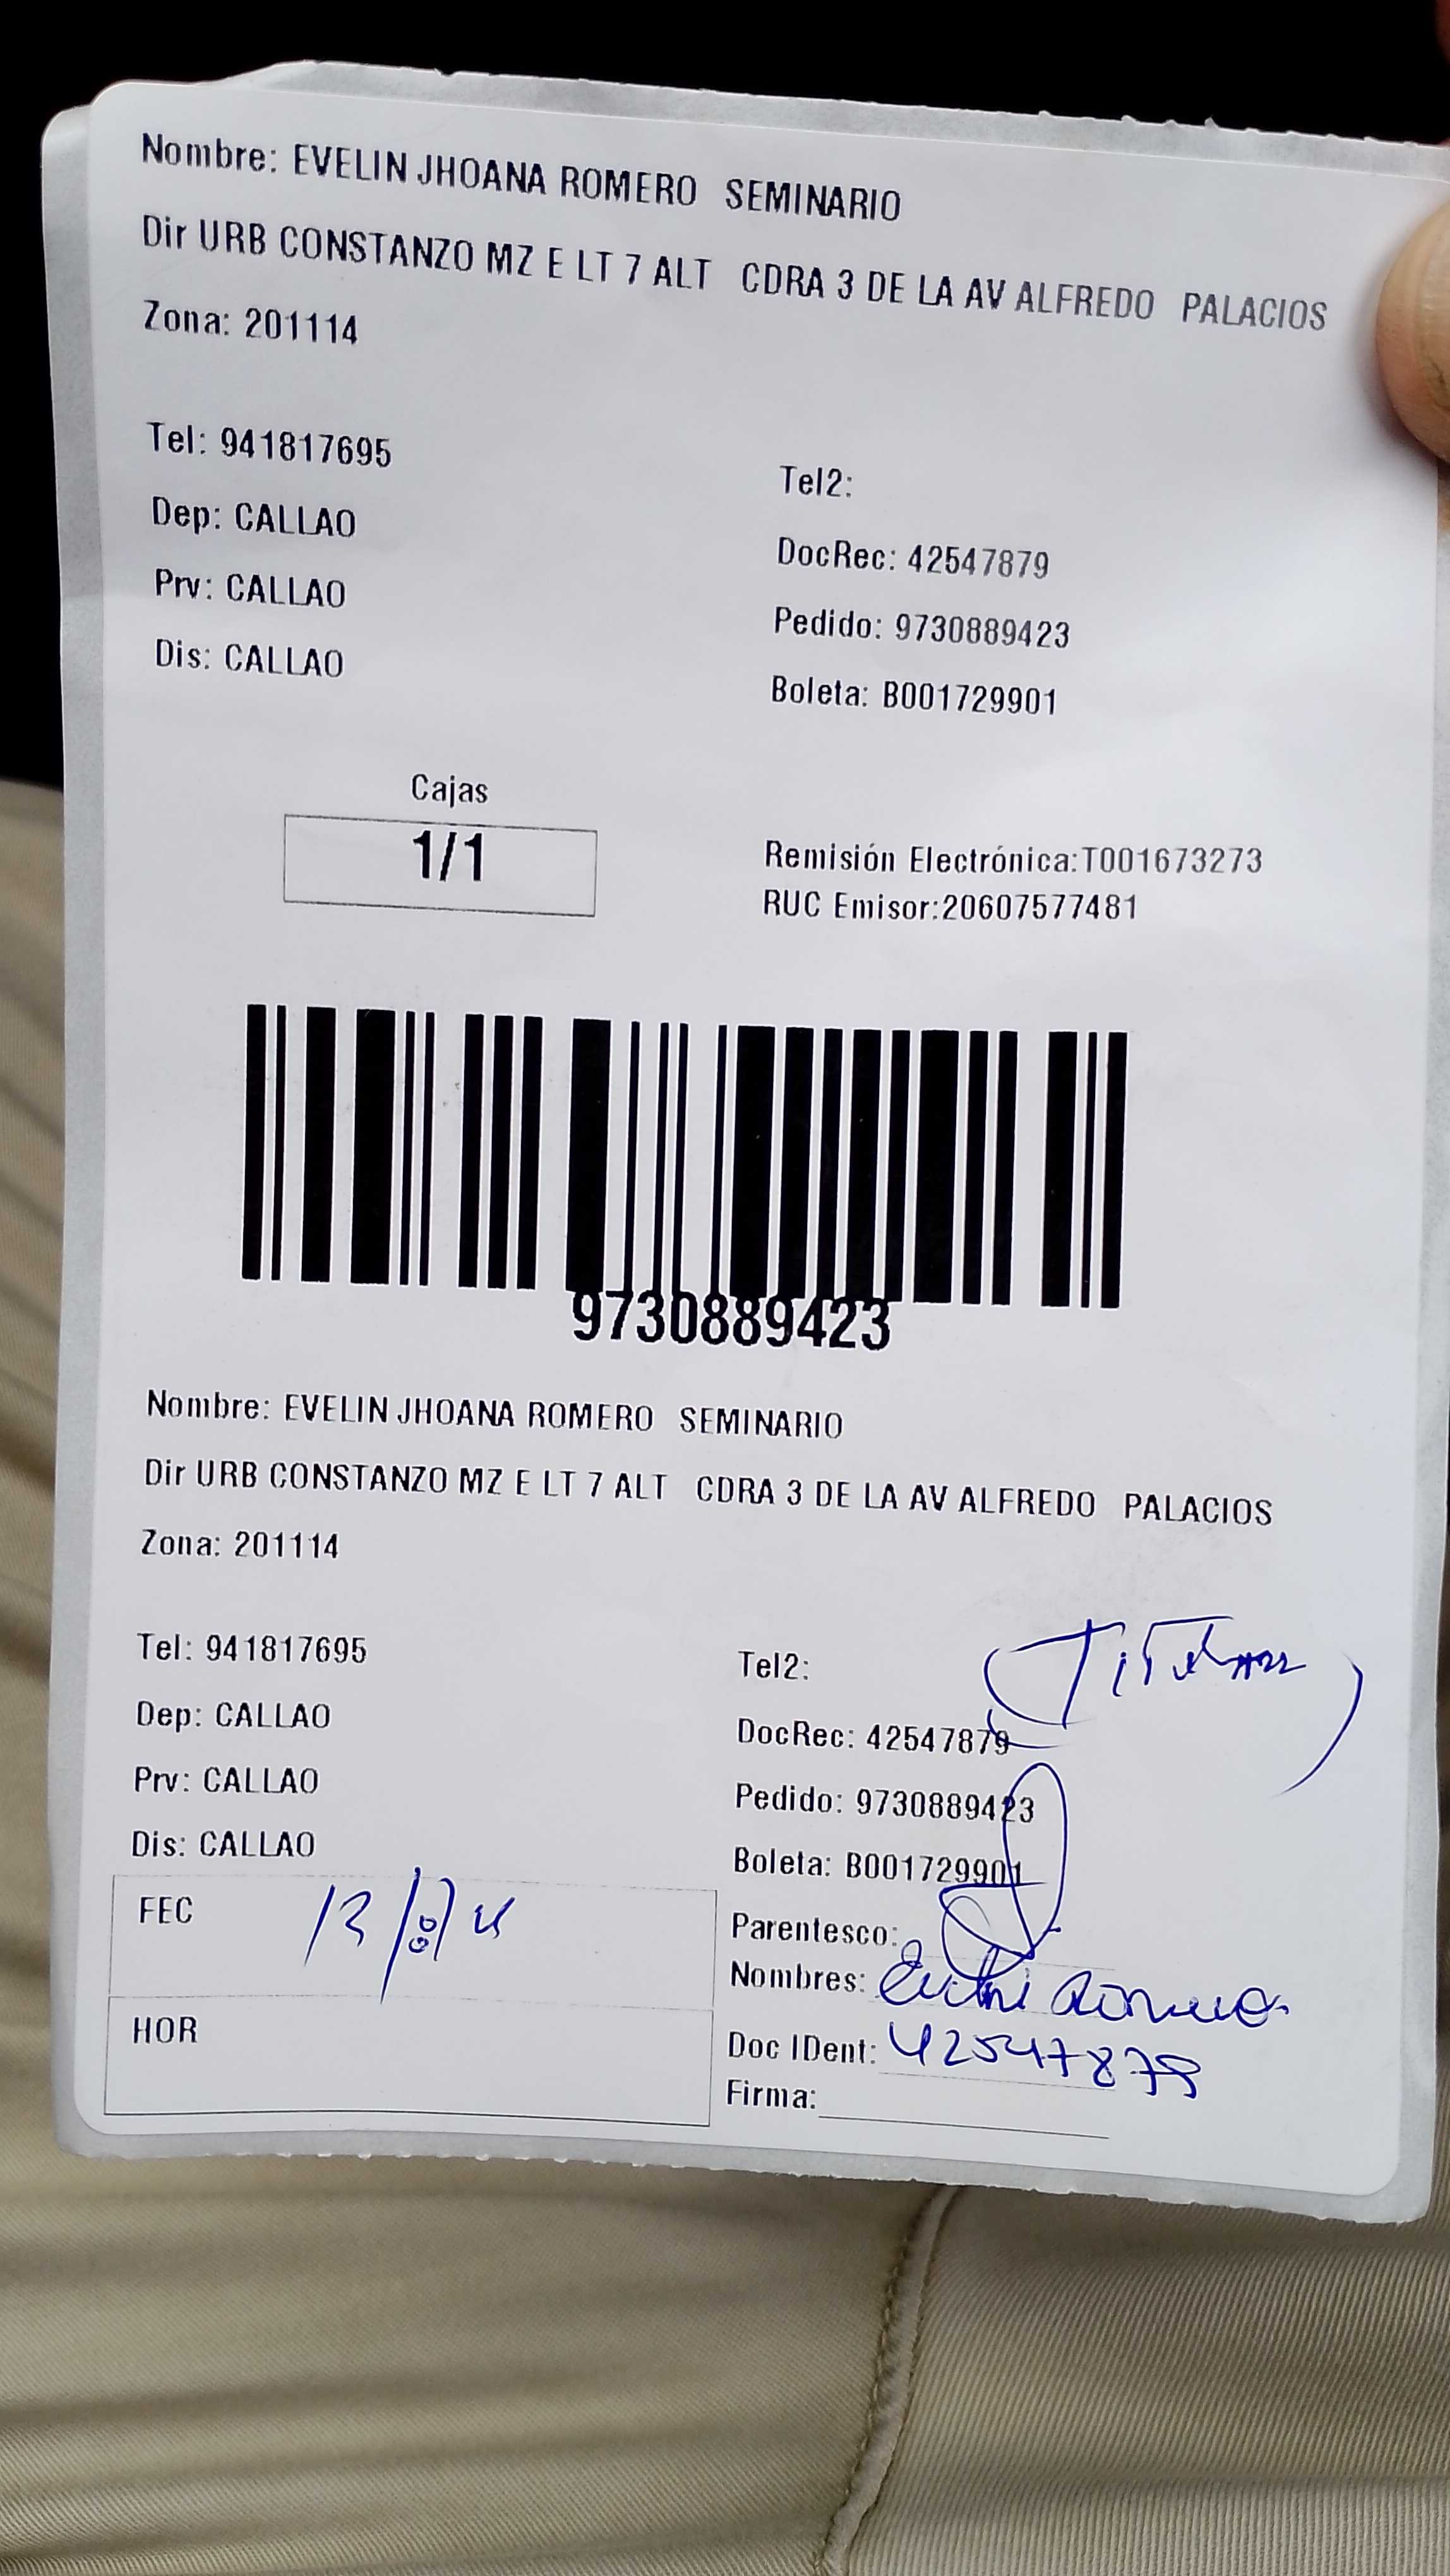 Nombre: EVELIN JHOANA ROMERO SEMINARIO
Dir URB CONSTANZO MZ E LT 7 ALT CDRA 3 DE LA AV ALFREDO PALACIOS
Zona: 201114
Tel: 941817695
Tel2:
Dep: CALLAO
DocRec: 42547879
Prv: CALLAO
Pedido: 9730889423
Dis: CALLAO
Boleta: B001729901
Cajas
1/1
Remisión Electrónica:T001673273
RUC Emisor:20607577481
9730889423
Nombre: EVELIN JHOANA ROMERO SEMINARIO
Dir URB CONSTANZO MZ E LT 7 ALT CDRA 3 DE LA AV ALFREDO PALACIOS
Zona: 201114
Tel: 941817695
Tel2:
(Titular)
Dep: CALLAO
DocRec: 42547879
Prv: CALLAO
Pedido: 9730889423
Dis: CALLAO
Boleta: B001729901
FEC
Parentesco:
Nombres: Romero
HOR
Doc IDent: 42547879
Firma: